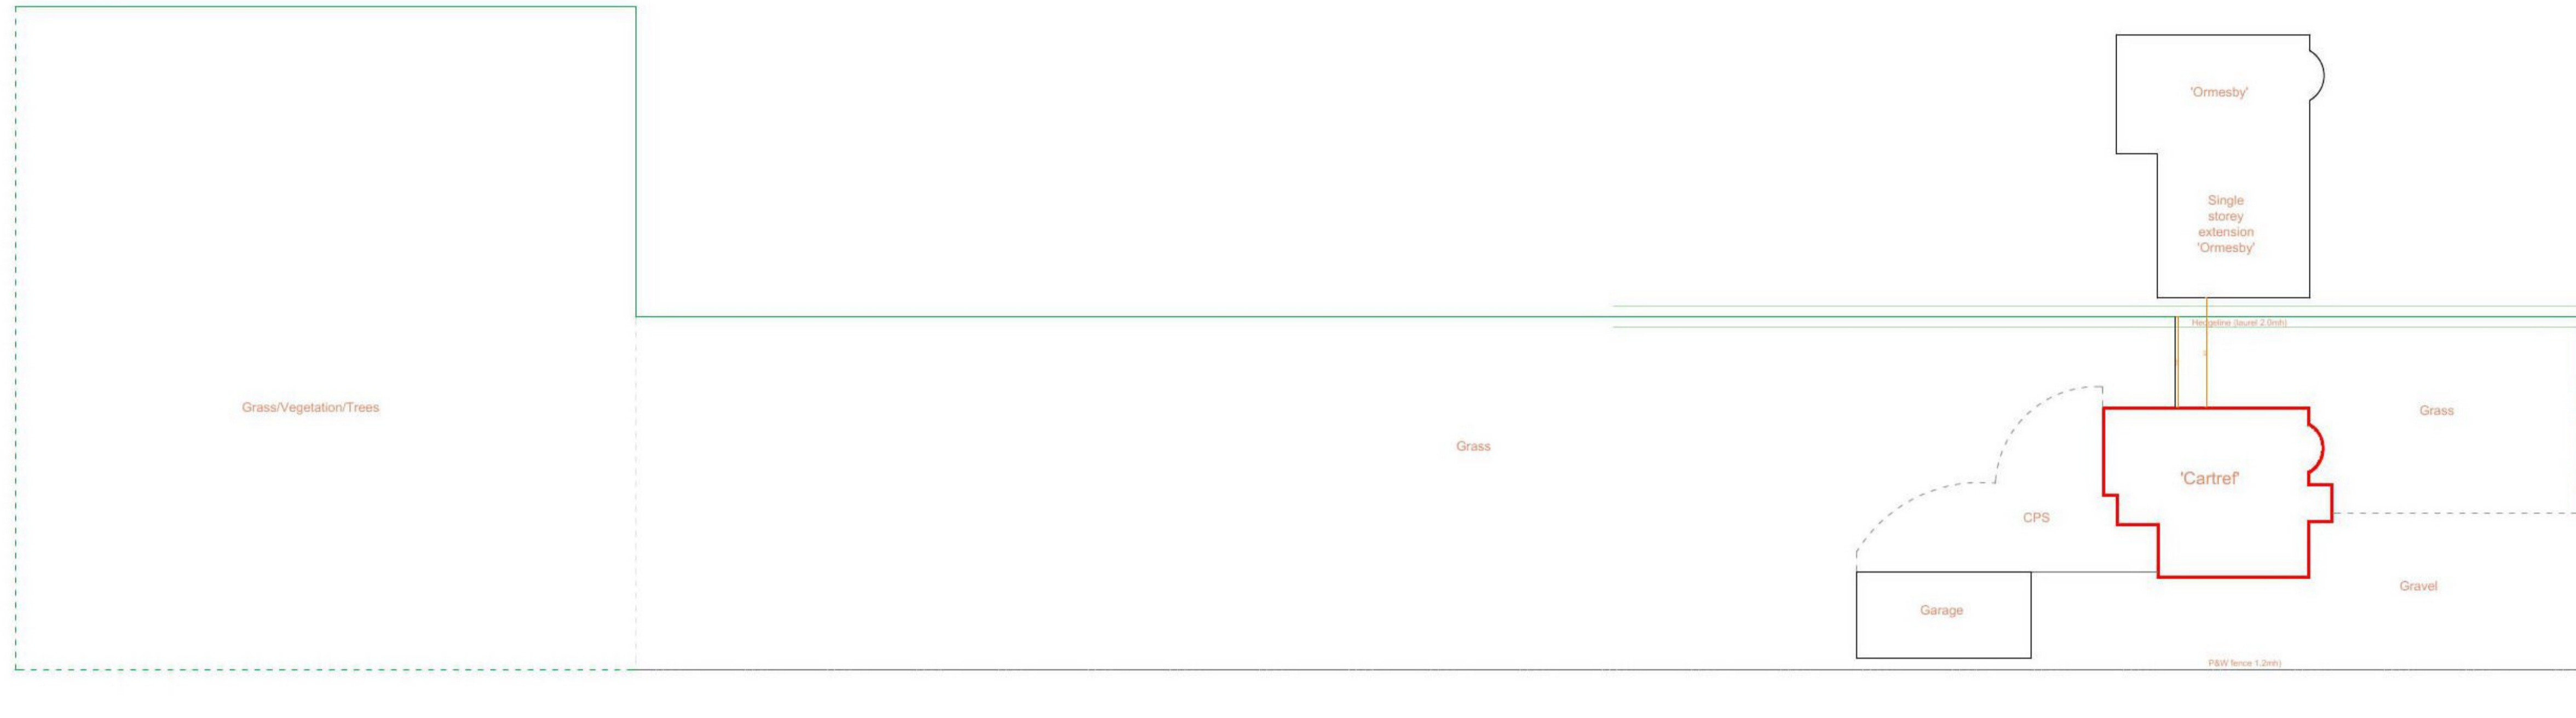 'Ormesby'
Single
storey
extension
'Ormesby'
Hedgeline (laurel 2.0mh)
Grass/Vegetation/Trees
Grass
Grass
'Cartref'
CPS
Gravel
Garage
P&W fence 1.2mh)